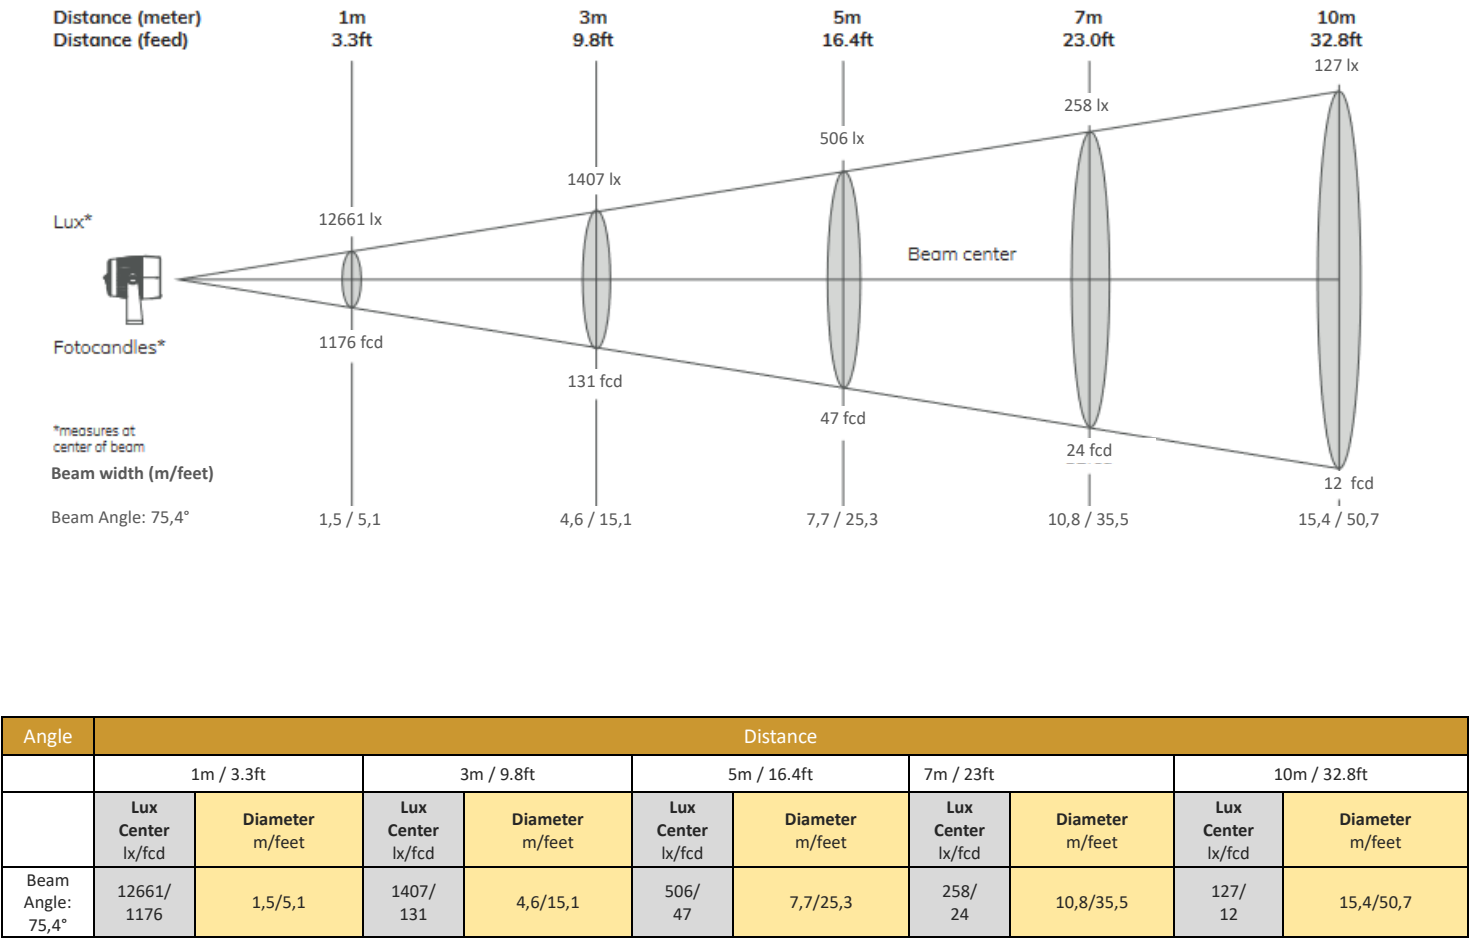 Distance (meter) 1m 3m 5m 7m 10m
Distance (feed) 3.3ft 9.8ft 16.4ft 23.0ft 32.8ft
127 lx
258 lx
506 lx
1407 lx
12661 lx
Lux*
Beam center
Fotocandles*
1176 fcd
131 fcd
47 fcd
24 fcd
12 fcd
*measures at
center of beam
Beam width (m/feet)
Beam Angle: 75,4° 1,5 / 5,1 4,6 / 15,1 7,7 / 25,3 10,8 / 35,5 15,4 / 50,7
Angle Distance
1m / 3.3ft 3m / 9.8ft 5m / 16.4ft 7m / 23ft 10m / 32.8ft
Lux
Center
lx/fcd
Diameter
m/feet
Lux
Center
lx/fcd
Diameter
m/feet
Lux
Center
lx/fcd
Diameter
m/feet
Lux
Center
lx/fcd
Diameter
m/feet
Lux
Center
lx/fcd
Diameter
m/feet
Beam
Angle:
75,4°
12661/
1176
1,5/5,1
1407/
131
4,6/15,1
506/
47
7,7/25,3
258/
24
10,8/35,5
127/
12
15,4/50,7